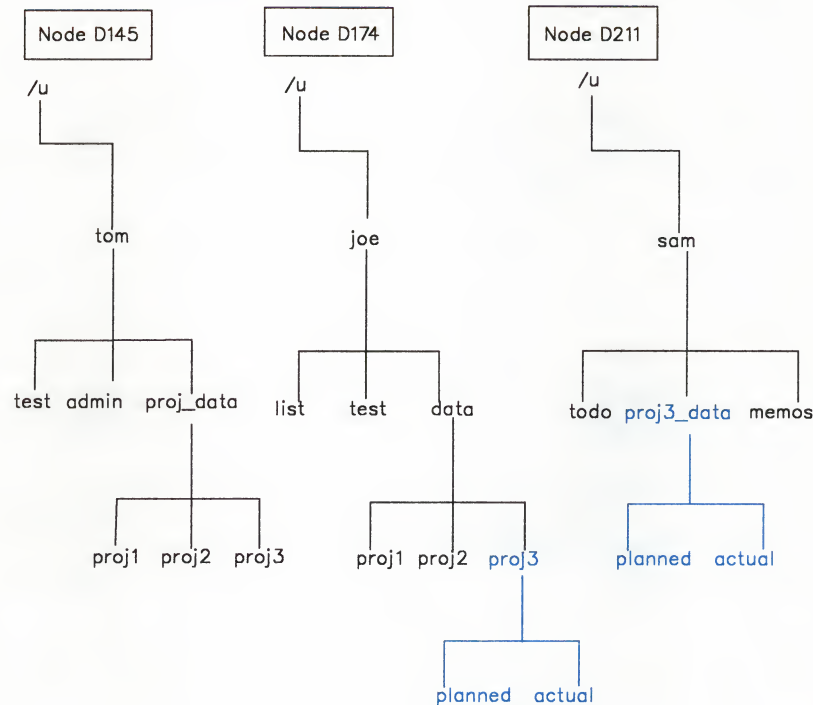 Node D145 Node D174 Node D211
/u /u /u
tom joe sam
test admin proj_data list test data todo proj3_data memos
proj1 proj2 proj3 proj1 proj2 proj3 planned actual
planned actual